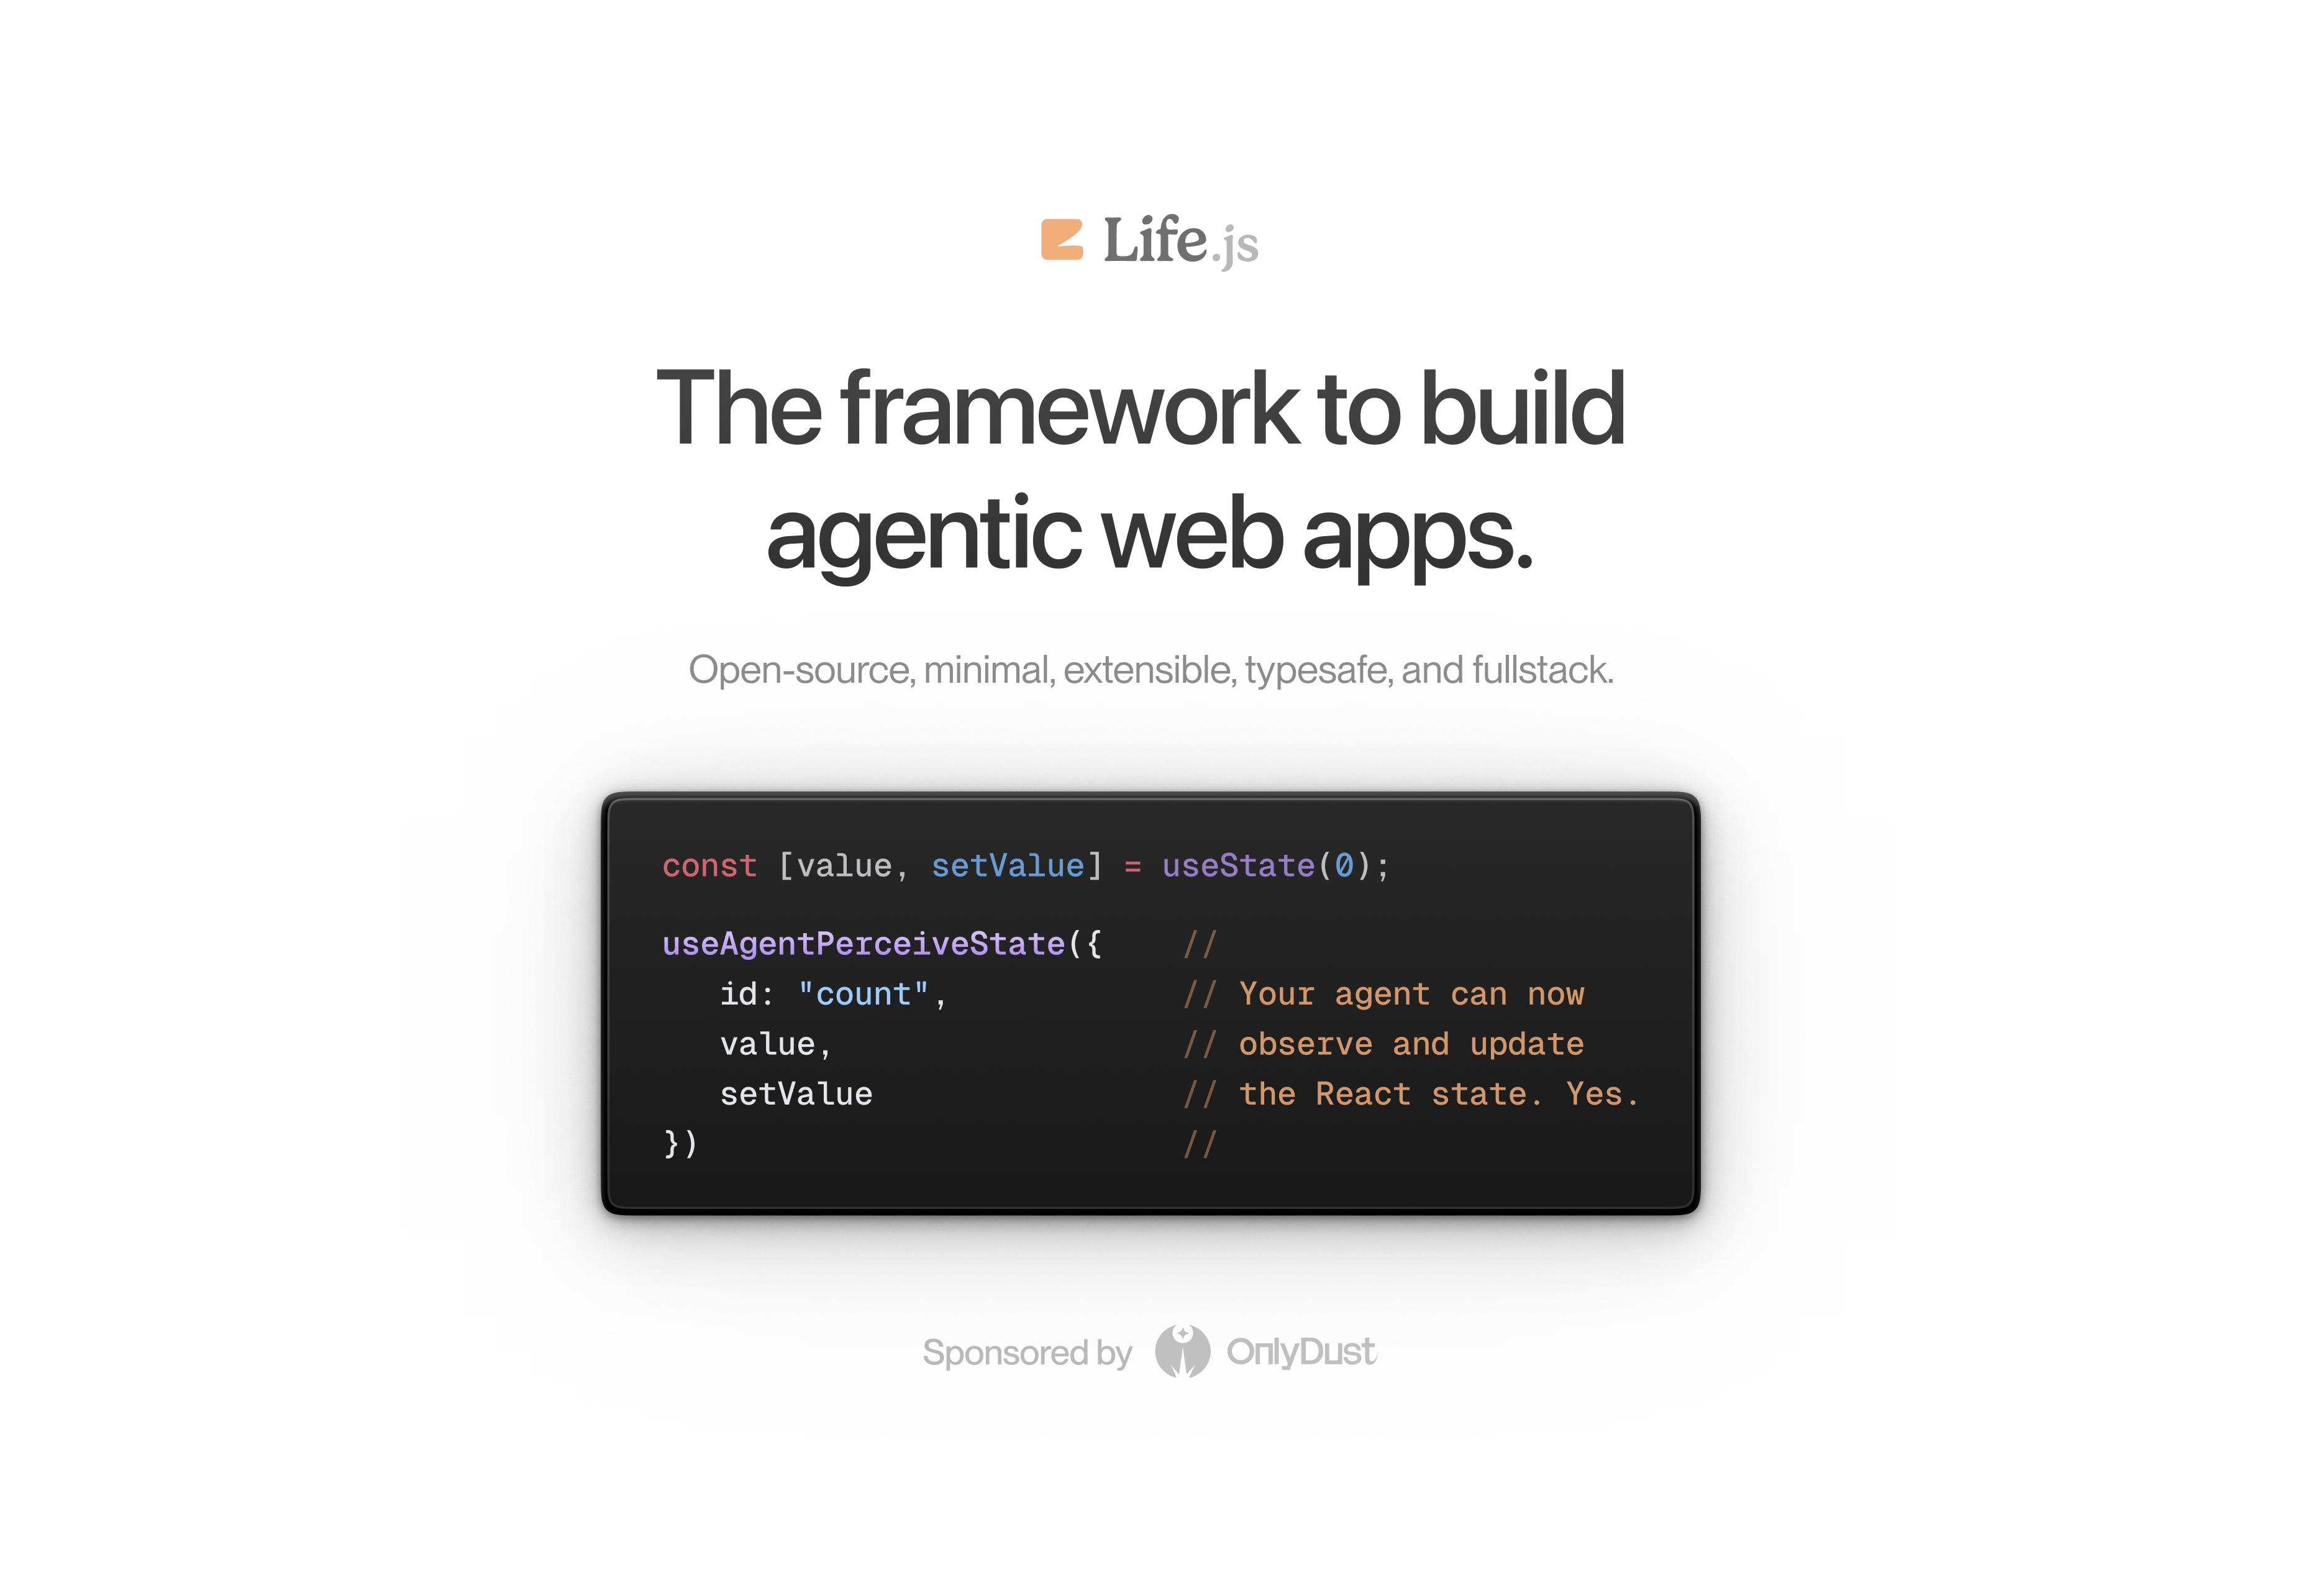 Life.js
The framework to build
agentic web apps.
Open-source, minimal, extensible, typesafe, and fullstack.
const [value, setValue] = useState(0);
useAgentPerceiveState({    //
   id: "count",            // Your agent can now
   value,                  // observe and update
   setValue                // the React state. Yes.
})                         //
Sponsored by OnlyDust